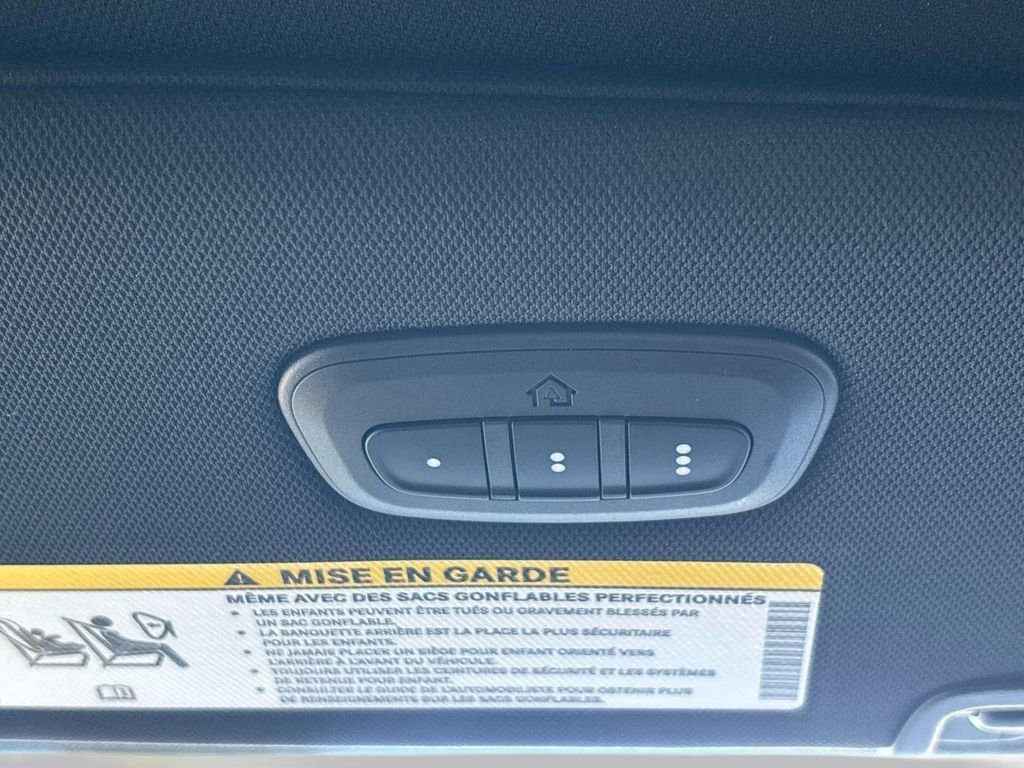 MISE EN GARDE
MÊME AVEC DES SACS GONFLABLES PERFECTIONNÉS
• LES ENFANTS PEUVENT ÊTRE TUÉS OU GRAVEMENT BLESSÉS PAR
UN SAC GONFLABLE.
• LA BANQUETTE ARRIÈRE EST LA PLACE LA PLUS SÉCURITAIRE
POUR LES ENFANTS.
• NE JAMAIS PLACER UN SIÈGE POUR ENFANT ORIENTÉ VERS
L'ARRIÈRE À L'AVANT DU VÉHICULE.
• TOUJOURS UTILISER LES CEINTURES DE SÉCURITÉ ET LES SYSTÈMES
DE RETENUE POUR ENFANT.
• CONSULTER LE GUIDE DE L'AUTOMOBILISTE POUR OBTENIR PLUS
DE RENSEIGNEMENTS SUR LES SACS GONFLABLES.